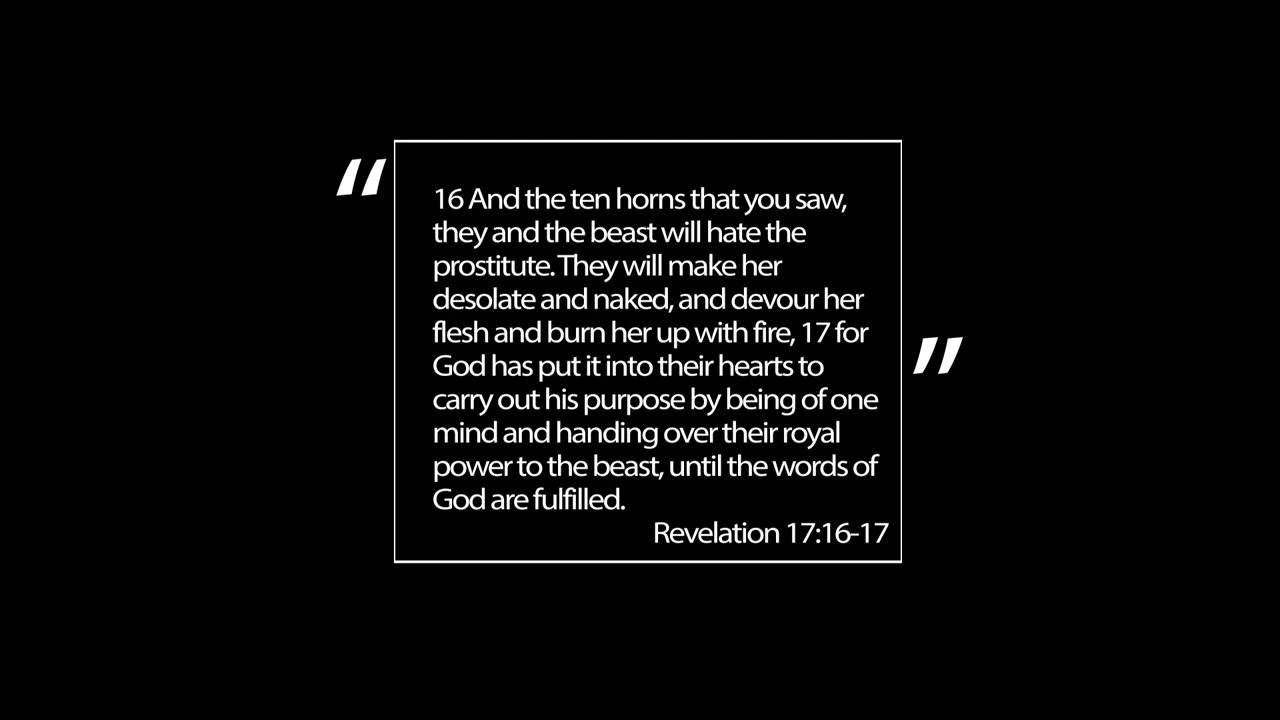 “
16 And the ten horns that you saw,
they and the beast will hate the
prostitute. They will make her
desolate and naked, and devour her
flesh and burn her up with fire, 17 for
God has put it into their hearts to
carry out his purpose by being of one
mind and handing over their royal
power to the beast, until the words of
God are fulfilled.
”
Revelation 17:16-17